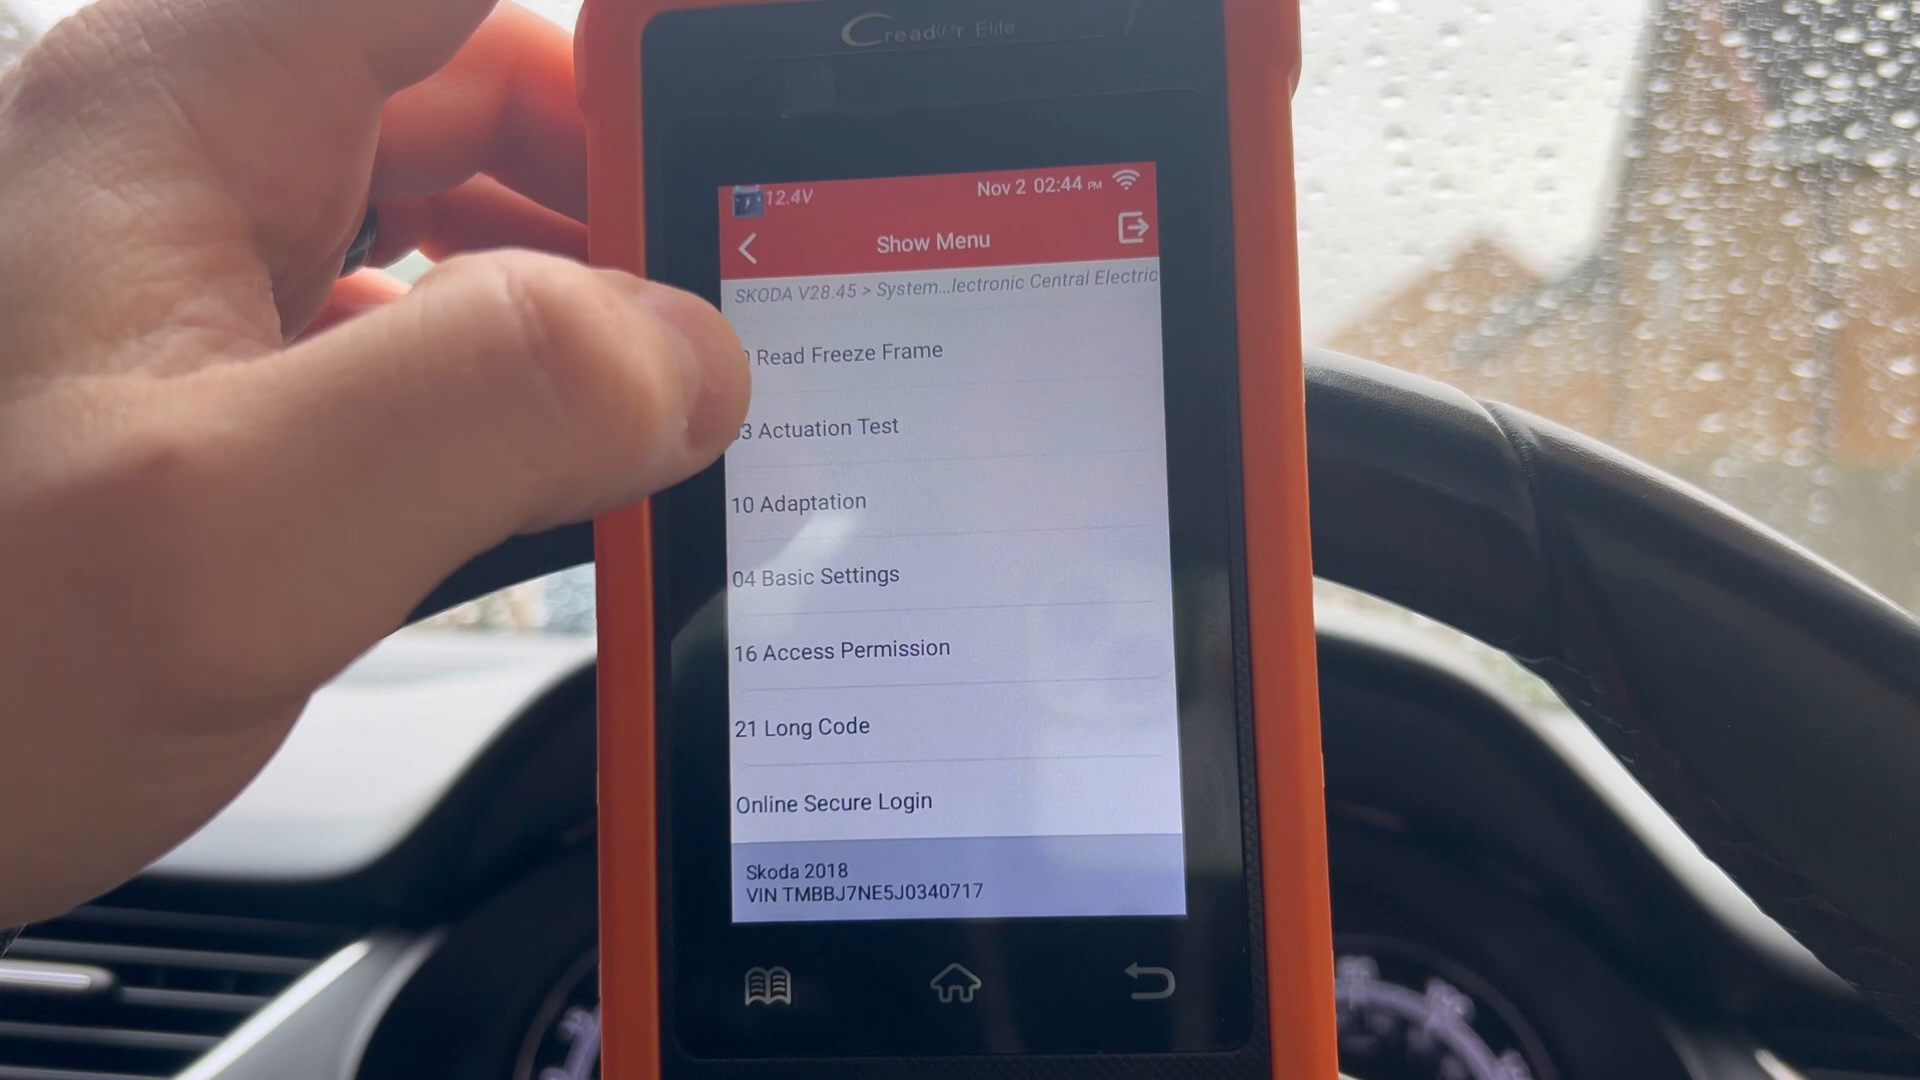 Creader Elite
12.4V
Nov 2 02:44 PM
Show Menu
SKODA V28.45 > System...lectronic Central Electric
Read Freeze Frame
03 Actuation Test
10 Adaptation
04 Basic Settings
16 Access Permission
21 Long Code
Online Secure Login
Skoda 2018
VIN TMBBJ7NE5J0340717